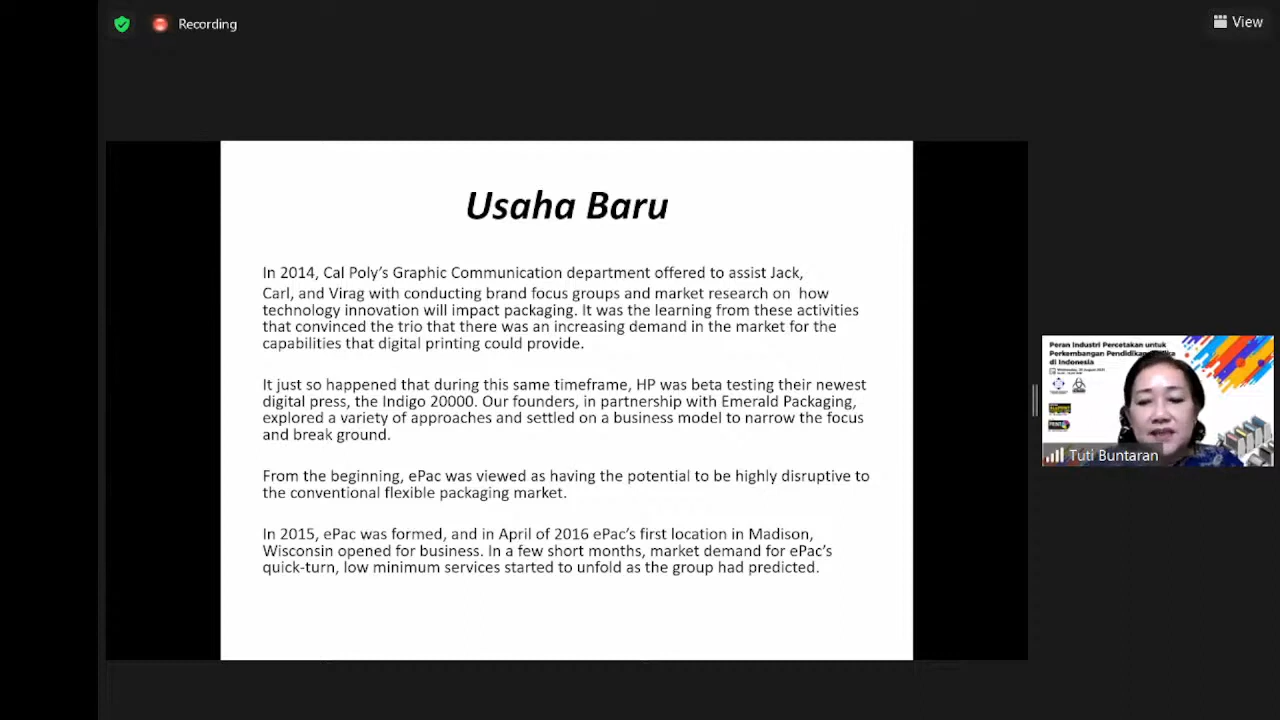 Recording
View
Usaha Baru
In 2014, Cal Poly's Graphic Communication department offered to assist Jack,
Carl, and Virag with conducting brand focus groups and market research on how
technology innovation will impact packaging. It was the learning from these activities
that convinced the trio that there was an increasing demand in the market for the
capabilities that digital printing could provide.
It just so happened that during this same timeframe, HP was beta testing their newest
digital press, the Indigo 20000. Our founders, in partnership with Emerald Packaging,
explored a variety of approaches and settled on a business model to narrow the focus
and break ground.
From the beginning, ePac was viewed as having the potential to be highly disruptive to
the conventional flexible packaging market.
In 2015, ePac was formed, and in April of 2016 ePac's first location in Madison,
Wisconsin opened for business. In a few short months, market demand for ePac's
quick-turn, low minimum services started to unfold as the group had predicted.
Peran Industri Percetakan untuk
Perkembangan Pendidikan
di Indonesia
Tuti Buntaran